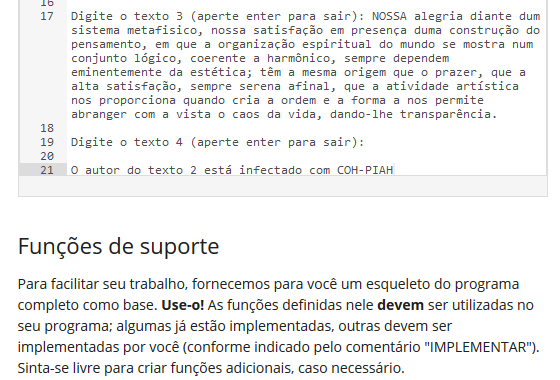 16
17 Digite o texto 3 (aperte enter para sair): NOSSA alegria diante dum
sistema metafisico, nossa satisfação em presença duma construção do
pensamento, em que a organização espiritual do mundo se mostra num
conjunto lógico, coerente a harmônico, sempre dependem
eminentemente da estética; têm a mesma origem que o prazer, que a
alta satisfação, sempre serena afinal, que a atividade artística
nos proporciona quando cria a ordem e a forma a nos permite
abranger com a vista o caos da vida, dando-lhe transparência.
18
19 Digite o texto 4 (aperte enter para sair):
20
21 O autor do texto 2 está infectado com COH-PIAH
Funções de suporte
Para facilitar seu trabalho, fornecemos para você um esqueleto do programa
completo como base. Use-o! As funções definidas nele devem ser utilizadas no
seu programa; algumas já estão implementadas, outras devem ser
implementadas por você (conforme indicado pelo comentário "IMPLEMENTAR").
Sinta-se livre para criar funções adicionais, caso necessário.